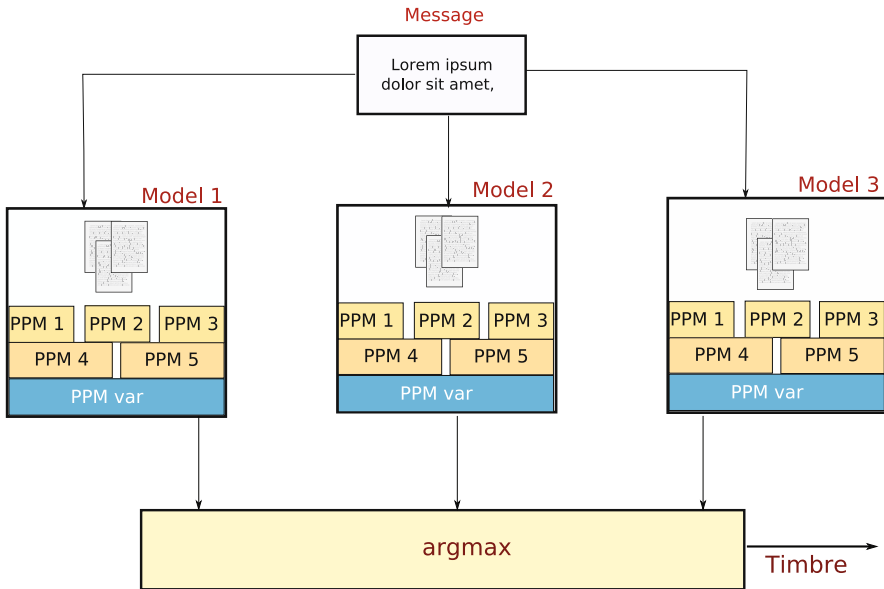 Message
Lorem ipsum
dolor sit amet,
Model 1
Model 2
Model 3
PPM 1
PPM 2
PPM 3
PPM 4
PPM 5
PPM var
PPM 1
PPM 2
PPM 3
PPM 4
PPM 5
PPM var
PPM 1
PPM 2
PPM 3
PPM 4
PPM 5
PPM var
argmax
Timbre